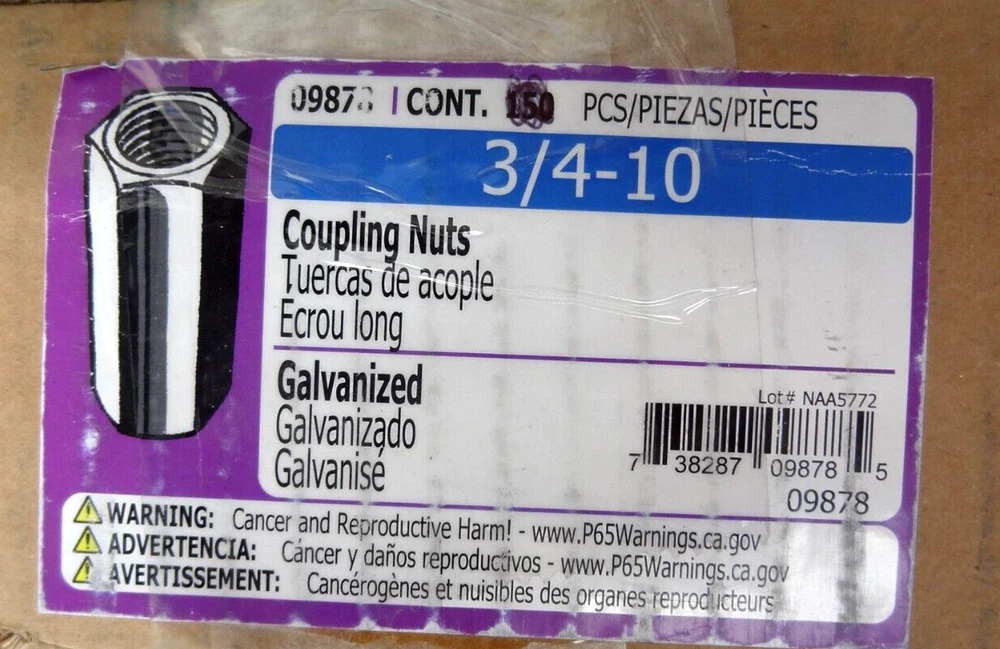 09878 | CONT. 150 PCS/PIEZAS/PIÈCES
3/4-10
Coupling Nuts
Tuercas de acople
Écrou long
Galvanized
Galvanizado
Galvanisé
Lot# NAA5772
7 38287 09878 5
09878
WARNING: Cancer and Reproductive Harm! - www.P65Warnings.ca.gov
ADVERTENCIA: Cáncer y daños reproductivos - www.P65Warnings.ca.gov
AVERTISSEMENT: Cancérogènes et nuisibles des organes reproducteurs